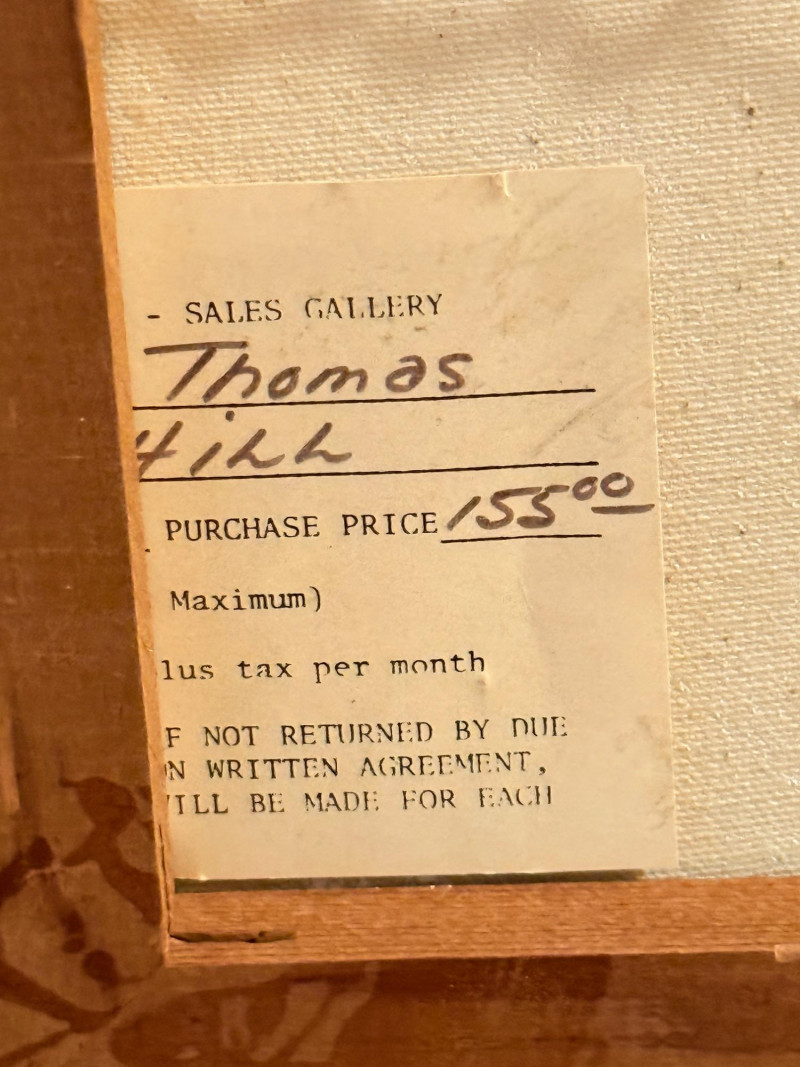 - SALES GALLERY
Thomas
Hill
PURCHASE PRICE 155.00
Maximum)
lus tax per month
F NOT RETURNED BY DUE
N WRITTEN AGREEMENT,
ILL BE MADE FOR EACH